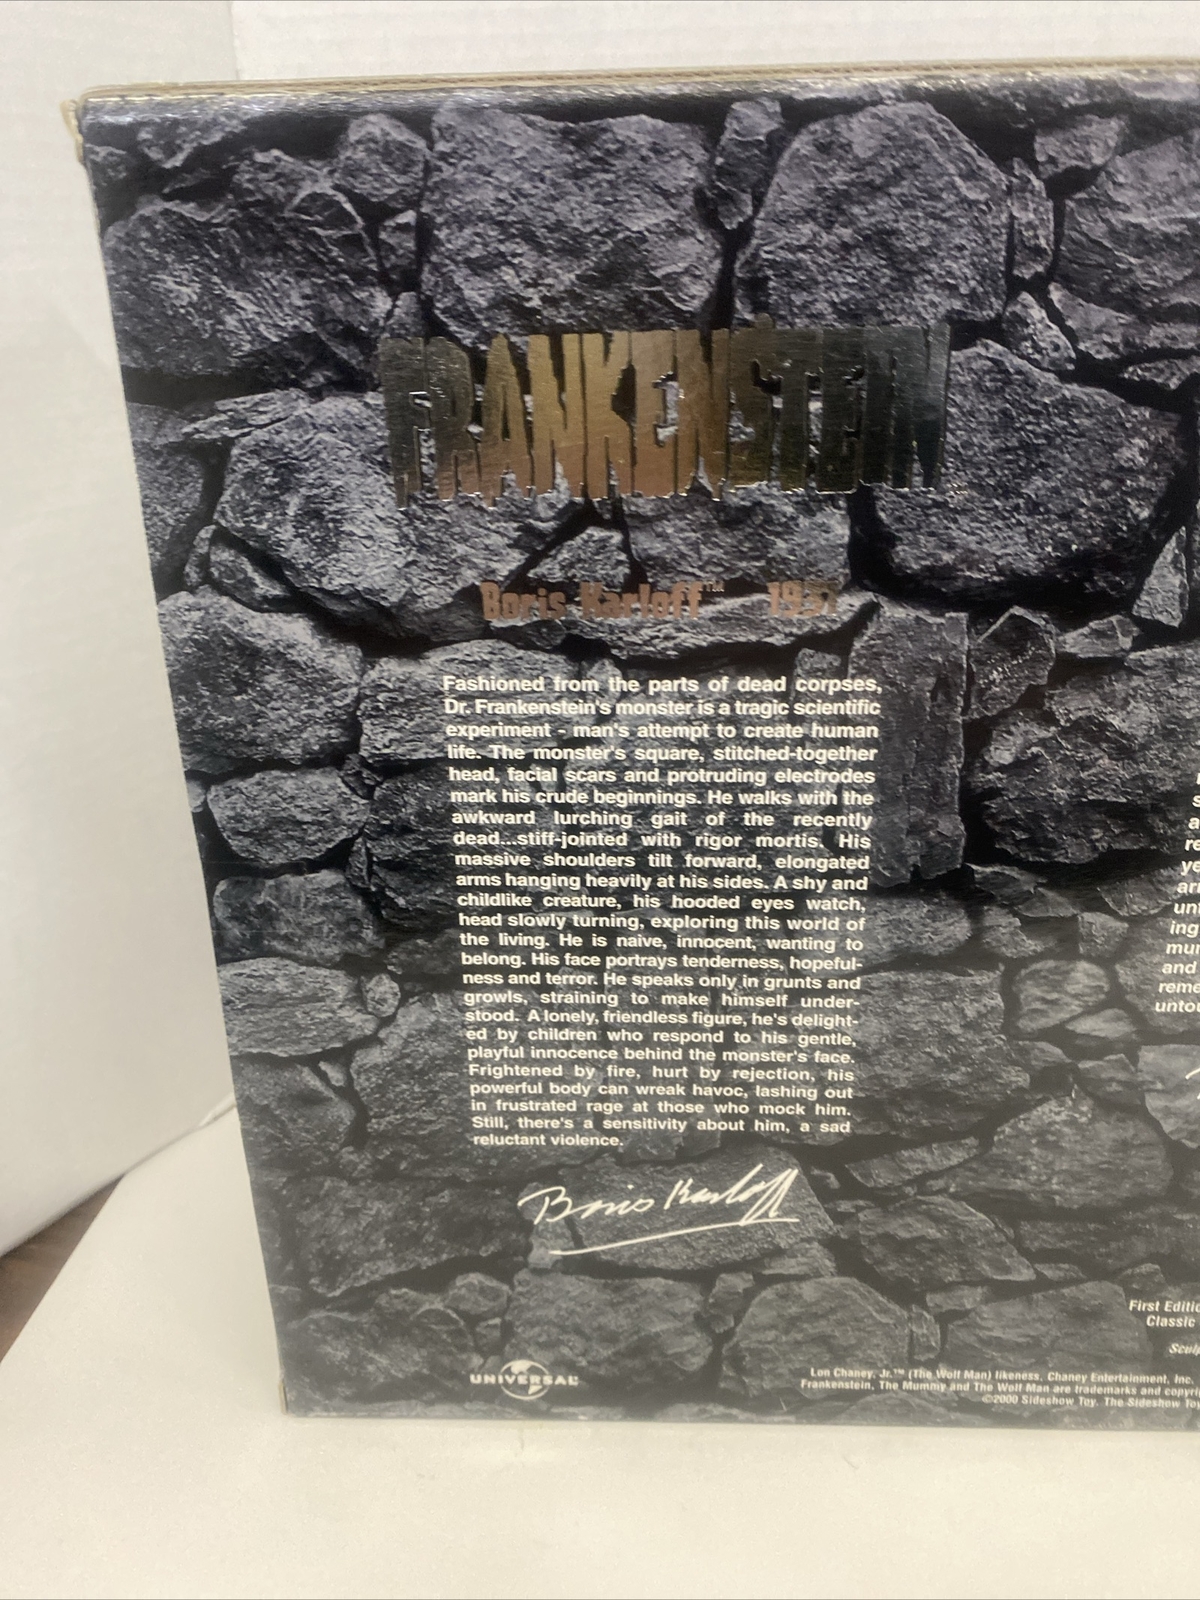 FRANKENSTEIN
Boris Karloff™ 1931
Fashioned from the parts of dead corpses,
Dr. Frankenstein's monster is a tragic scientific
experiment - man's attempt to create human
life. The monster's square, stitched-together
head, facial scars and protruding electrodes
mark his crude beginnings. He walks with the
awkward lurching gait of the recently
dead...stiff-jointed with rigor mortis. His
massive shoulders tilt forward, elongated
arms hanging heavily at his sides. A shy and
childlike creature, his hooded eyes watch,
head slowly turning, exploring this world of
the living. He is naive, innocent, wanting to
belong. His face portrays tenderness, hopeful-
ness and terror. He speaks only in grunts and
growls, straining to make himself under-
stood. A lonely, friendless figure, he's delight-
ed by children who respond to his gentle,
playful innocence behind the monster's face.
Frightened by fire, hurt by rejection, his
powerful body can wreak havoc, lashing out
in frustrated rage at those who mock him.
Still, there's a sensitivity about him, a sad
reluctant violence.
Boris Karloff
UNIVERSAL
ye
unt
ing
mur
and
reme
untou
First Editio
Classic
Sculp
Lon Chaney, Jr.™ (The Wolf Man) likeness, Chaney Entertainment, Inc.
Frankenstein, The Mummy and The Wolf Man are trademarks and copyri
©2000 Sideshow Toy. The Sideshow Toy